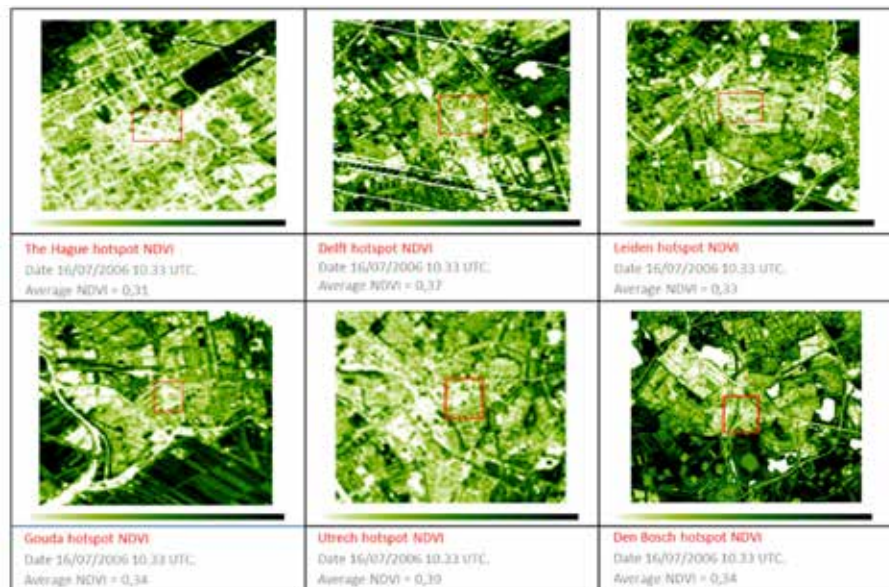 The Hague hotspot NDVI
Date 16/07/2006 10.33 UTC.
Average NDVI = 0,31
Delft hotspot NDVI
Date 16/07/2006 10.33 UTC.
Average NDVI = 0,37
Leiden hotspot NDVI
Date 16/07/2006 10.33 UTC.
Average NDVI = 0,33
Gouda hotspot NDVI
Date 16/07/2006 10.33 UTC.
Average NDVI = 0,34
Utrech hotspot NDVI
Date 16/07/2006 10.33 UTC.
Average NDVI = 0,39
Den Bosch hotspot NDVI
Date 16/07/2006 10.33 UTC.
Average NDVI = 0,34